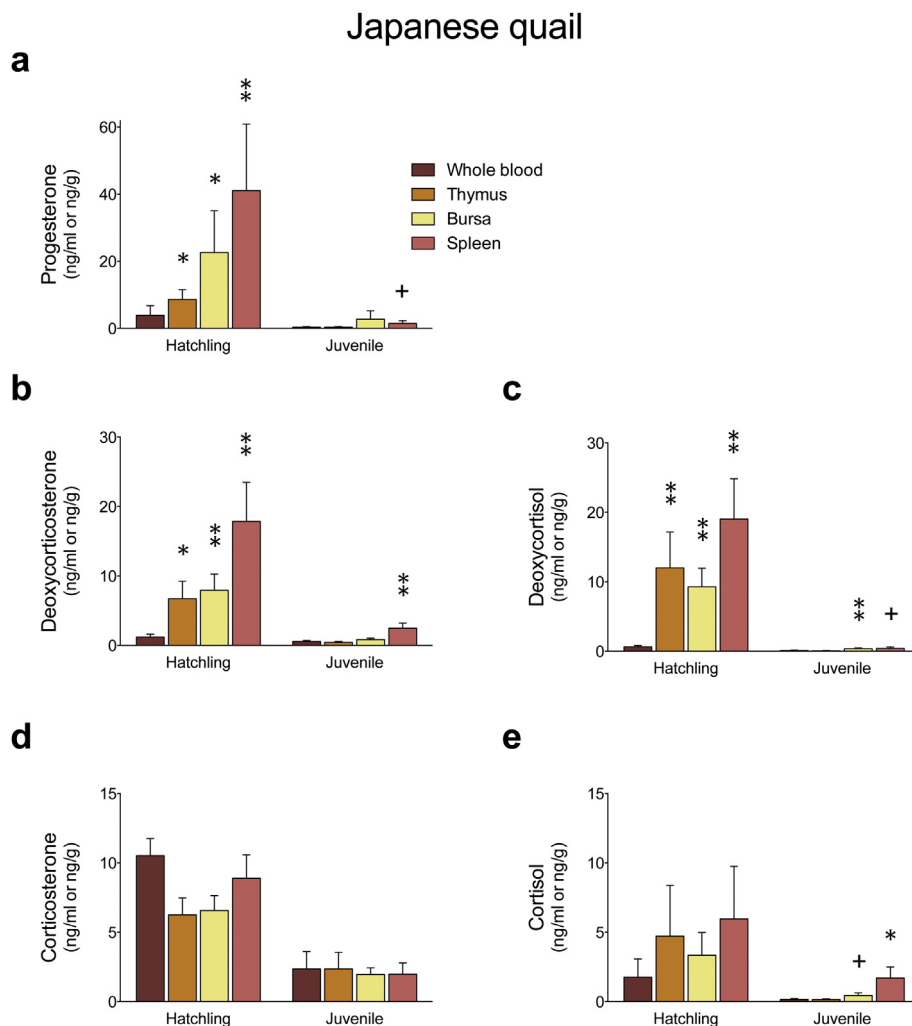 Japanese quail
a
Progesterone
(ng/ml or ng/g)
60
40
20
0
*
*
**
+
Whole blood
Thymus
Bursa
Spleen
Hatchling Juvenile
b
Deoxycorticosterone
(ng/ml or ng/g)
30
20
10
0
*
**
**
**
Hatchling Juvenile
c
Deoxycortisol
(ng/ml or ng/g)
30
20
10
0
**
**
**
**
+
Hatchling Juvenile
d
Corticosterone
(ng/ml or ng/g)
15
10
5
0
Hatchling Juvenile
e
Cortisol
(ng/ml or ng/g)
15
10
5
0
+
*
Hatchling Juvenile